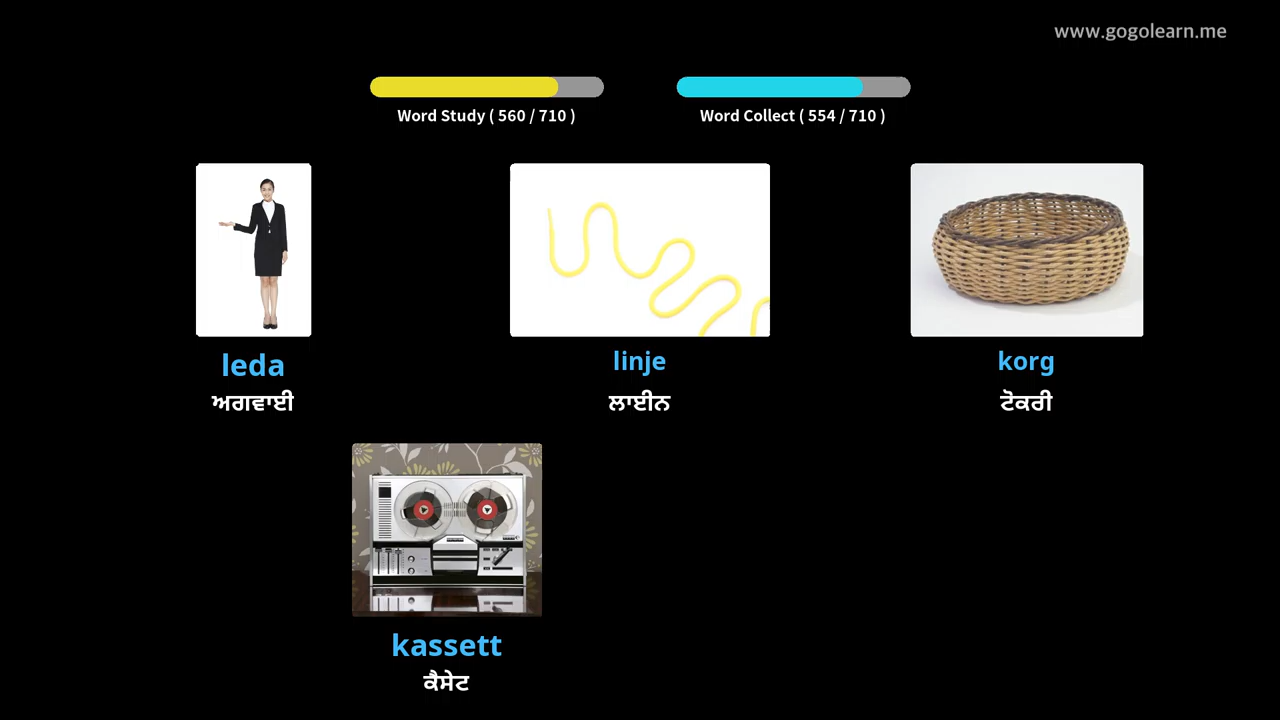 www.gogolearn.me
Word Study ( 560 / 710 )
Word Collect ( 554 / 710 )
leda
linje
korg
ਅਗਵਾਈ
ਲਾਈਨ
ਟੋਕਰੀ
kassett
ਕੈਸੇਟ